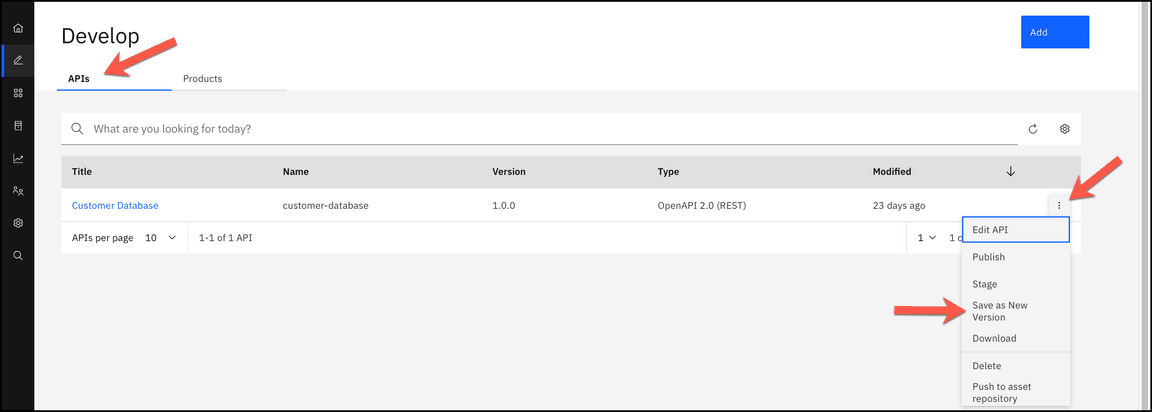 Develop
Add
APIs
Products
What are you looking for today?
Title Name Version Type Modified
Customer Database customer-database 1.0.0 OpenAPI 2.0 (REST) 23 days ago
APIs per page 10 1-1 of 1 API 1 1
Edit API
Publish
Stage
Save as New
Version
Download
Delete
Push to asset
repository